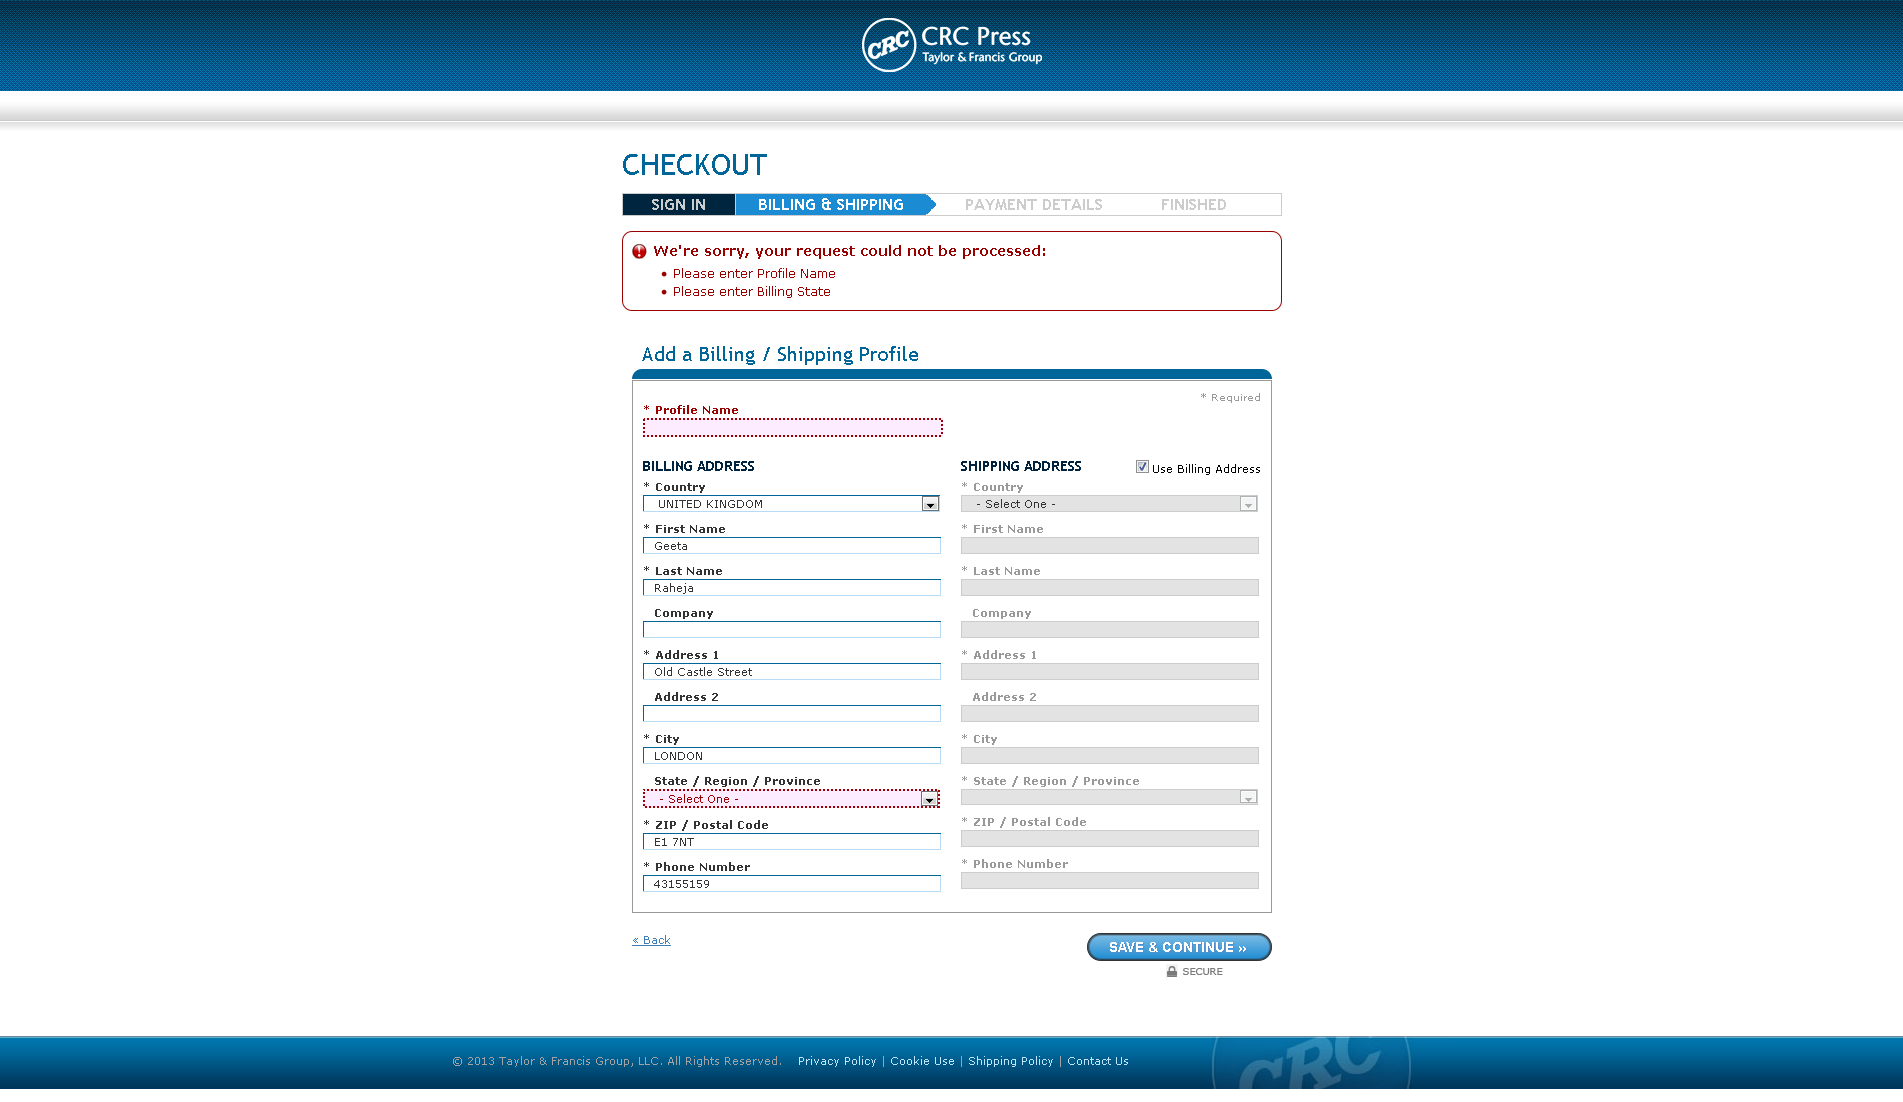 CRC CRC Press
Taylor & Francis Group
CHECKOUT
SIGN IN BILLING & SHIPPING PAYMENT DETAILS FINISHED
We're sorry, your request could not be processed:
• Please enter Profile Name
• Please enter Billing State
Add a Billing / Shipping Profile
* Required
* Profile Name
BILLING ADDRESS SHIPPING ADDRESS Use Billing Address
* Country * Country
UNITED KINGDOM - Select One -
* First Name * First Name
Geeta
* Last Name * Last Name
Raheja
Company Company
* Address 1 * Address 1
Old Castle Street
Address 2 Address 2
* City * City
LONDON
State / Region / Province * State / Region / Province
- Select One -
* ZIP / Postal Code * ZIP / Postal Code
E1 7NT
* Phone Number * Phone Number
43155159
« Back SAVE & CONTINUE »
SECURE
© 2013 Taylor & Francis Group, LLC. All Rights Reserved. Privacy Policy | Cookie Use | Shipping Policy | Contact Us
CRC